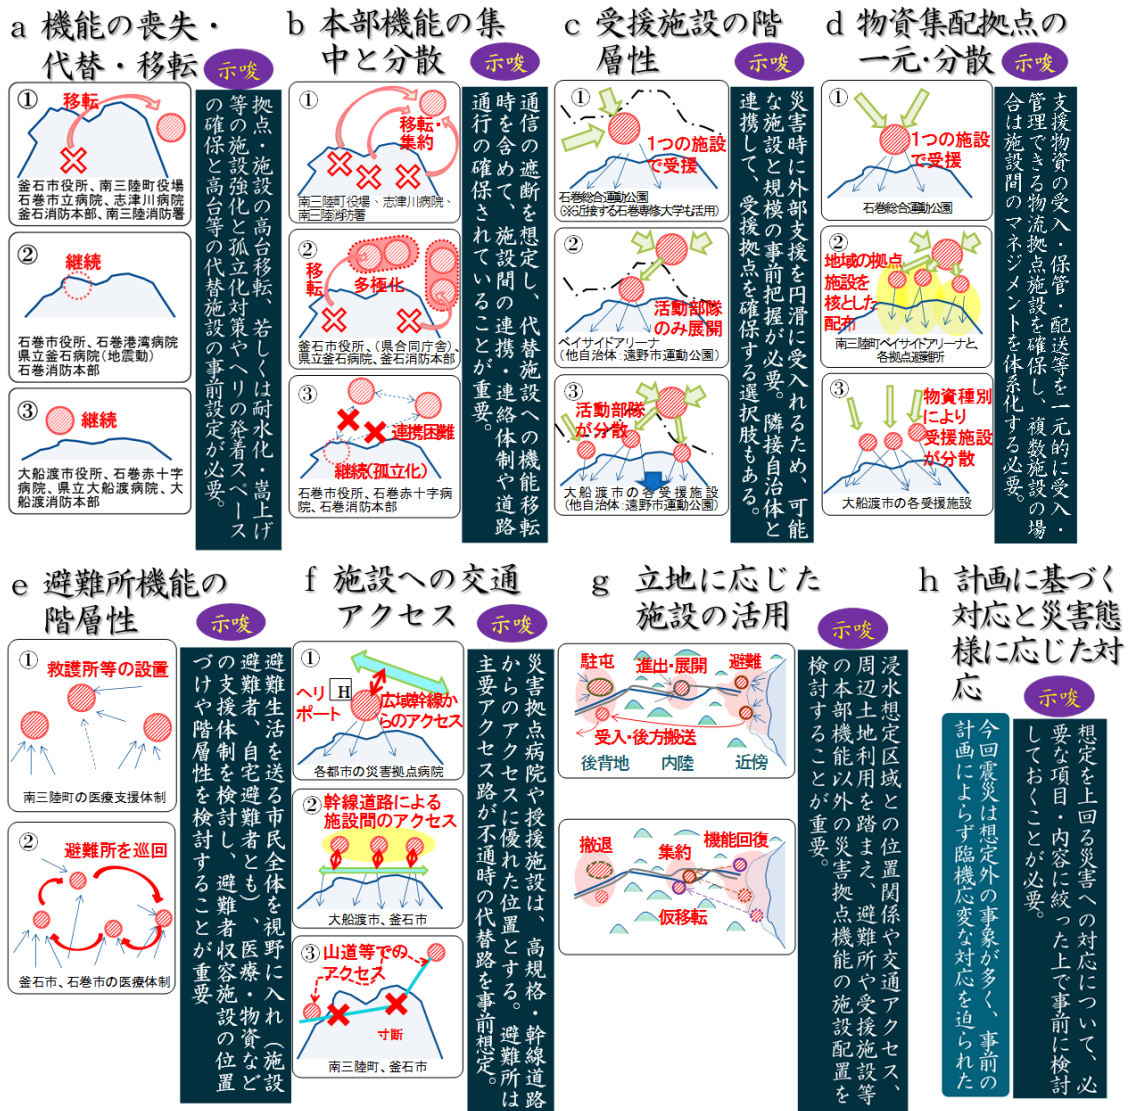 a 機能の喪失・
代替・移転
示唆
①
移転
釜石市役所、南三陸町役場
石巻市立病院、志津川病院
釜石消防本部、南三陸消防署
②
継続
石巻市役所、石巻港湾病院
県立釜石病院(地震動)
石巻消防本部
③
継続
大船渡市役所、石巻赤十字
病院、県立大船渡病院、大
船渡消防本部
拠点・施設の高台移転、若しくは耐水化・嵩上げ
等の施設強化と孤立化対策やヘリの発着スペース
の確保と高台等の代替施設の事前設定が必要。
b 本部機能の集
中と分散
示唆
①
移転・
集約
南三陸町役場、志津川病院、
南三陸消防署
②
移転
多極化
釜石市役所、(県合同庁舎)、
県立釜石病院、釜石消防本部
③
連携困難
継続(孤立化)
石巻市役所、石巻赤十字病
院、石巻消防本部
通信の遮断を想定し、代替施設への機能移転
時を含めて、施設間の連携・連絡体制や道路
通行の確保されていることが重要。
c 受援施設の階
層性
示唆
①
1つの施設
で受援
石巻総合運動公園
(※近接する石巻専修大学も活用)
②
活動部隊
のみ展開
ベイサイドアリーナ
(他自治体:遠野市運動公園)
③
活動部隊
が分散
大船渡市の各受援施設
(他自治体:遠野市運動公園)
災害時に外部支援を円滑に受入れるため、可能
な施設と規模の事前把握が必要。隣接自治体と
連携して、受援拠点を確保する選択肢もある。
d 物資集配拠点の
一元・分散
示唆
①
1つの施設
で受援
石巻総合運動公園
②
地域の拠点
施設を
核とした
配布
南三陸町ベイサイドアリーナと、
各拠点避難所
③
物資種別
により
受援施設
が分散
大船渡市の各受援施設
支援物資の受入・保管・配送等を一元的に受入・
管理できる物流拠点施設を確保し、複数施設の場
合は施設間のマネジメントを体系化する必要。
e 避難所機能の
階層性
示唆
①
救護所等の設置
南三陸町の医療支援体制
②
避難所を巡回
釜石市、石巻市の医療体制
避難生活を送る市民全体を視野に入れ(施設
避難者、自宅避難者とも)、医療・物資など
の支援体制を検討し、避難者収容施設の位置
づけや階層性を検討することが重要
f 施設への交通
アクセス
示唆
①
ヘリ
ポート
H
広域幹線か
らのアクセス
各都市の災害拠点病院
②
幹線道路による
施設間のアクセス
大船渡市、釜石市
③
山道等での
アクセス
寸断
南三陸町、釜石市
災害拠点病院や授援施設は、高規格・幹線道路
からのアクセスに優れた位置とする。避難所は
主要アクセス路が不通時の代替路を事前想定。
g 立地に応じた
施設の活用
示唆
駐屯
進出・展開
避難
受入・後方搬送
後背地
内陸
近傍
撤退
集約
機能回復
仮移転
浸水想定区域との位置関係や交通アクセス、
周辺土地利用を踏まえ、避難所や受援施設等
の本部機能以外の災害拠点機能の施設配置を
検討することが重要。
h 計画に基づく
対応と災害態
様に応じた対
応
示唆
想定を上回る災害への対応について、必
要な項目・内容に絞った上で事前に検討
しておくことが必要。
今回震災は想定外の事象が多く、事前の
計画によらず臨機応変な対応を迫られた